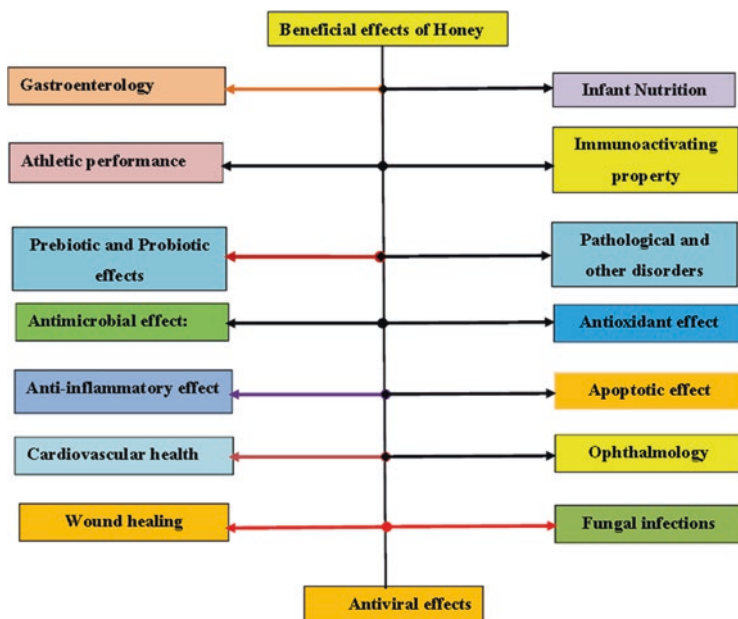 Beneficial effects of Honey
Gastroenterology
Infant Nutrition
Athletic performance
Immunoactivating
property
Prebiotic and Probiotic
effects
Pathological and
other disorders
Antimicrobial effect:
Antioxidant effect
Anti-inflammatory effect
Apoptotic effect
Cardiovascular health
Ophthalmology
Wound healing
Fungal infections
Antiviral effects